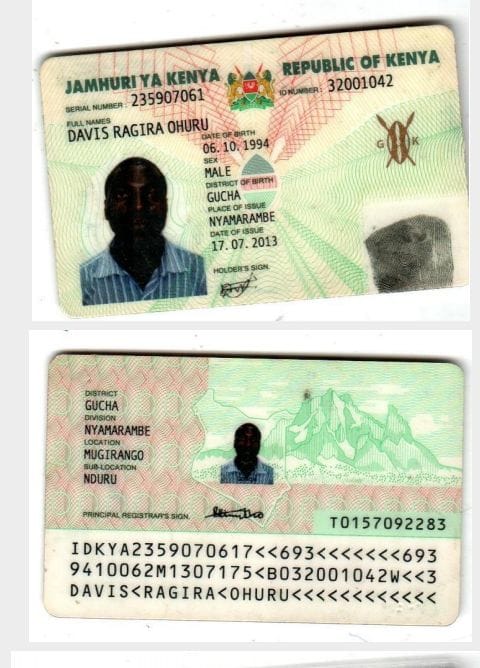 JAMHURI YA KENYA
REPUBLIC OF KENYA
SERIAL NUMBER: 235907061
ID NUMBER: 32001042
FULL NAMES
DAVIS RAGIRA OHURU
DATE OF BIRTH
06. 10. 1994
SEX
MALE
DISTRICT OF BIRTH
GUCHA
PLACE OF ISSUE
NYAMARAMBE
DATE OF ISSUE
17. 07. 2013
HOLDER'S SIGN.
G K
DISTRICT
GUCHA
DIVISION
NYAMARAMBE
LOCATION
MUGIRANGO
SUB-LOCATION
NDURU
PRINCIPAL REGISTRAR'S SIGN.
T0157092283
IDKYA2359070617<<693<<<<<<<693
9410062M1307175<B032001042W<<3
DAVIS<RAGIRA<OHURU<<<<<<<<<<<<